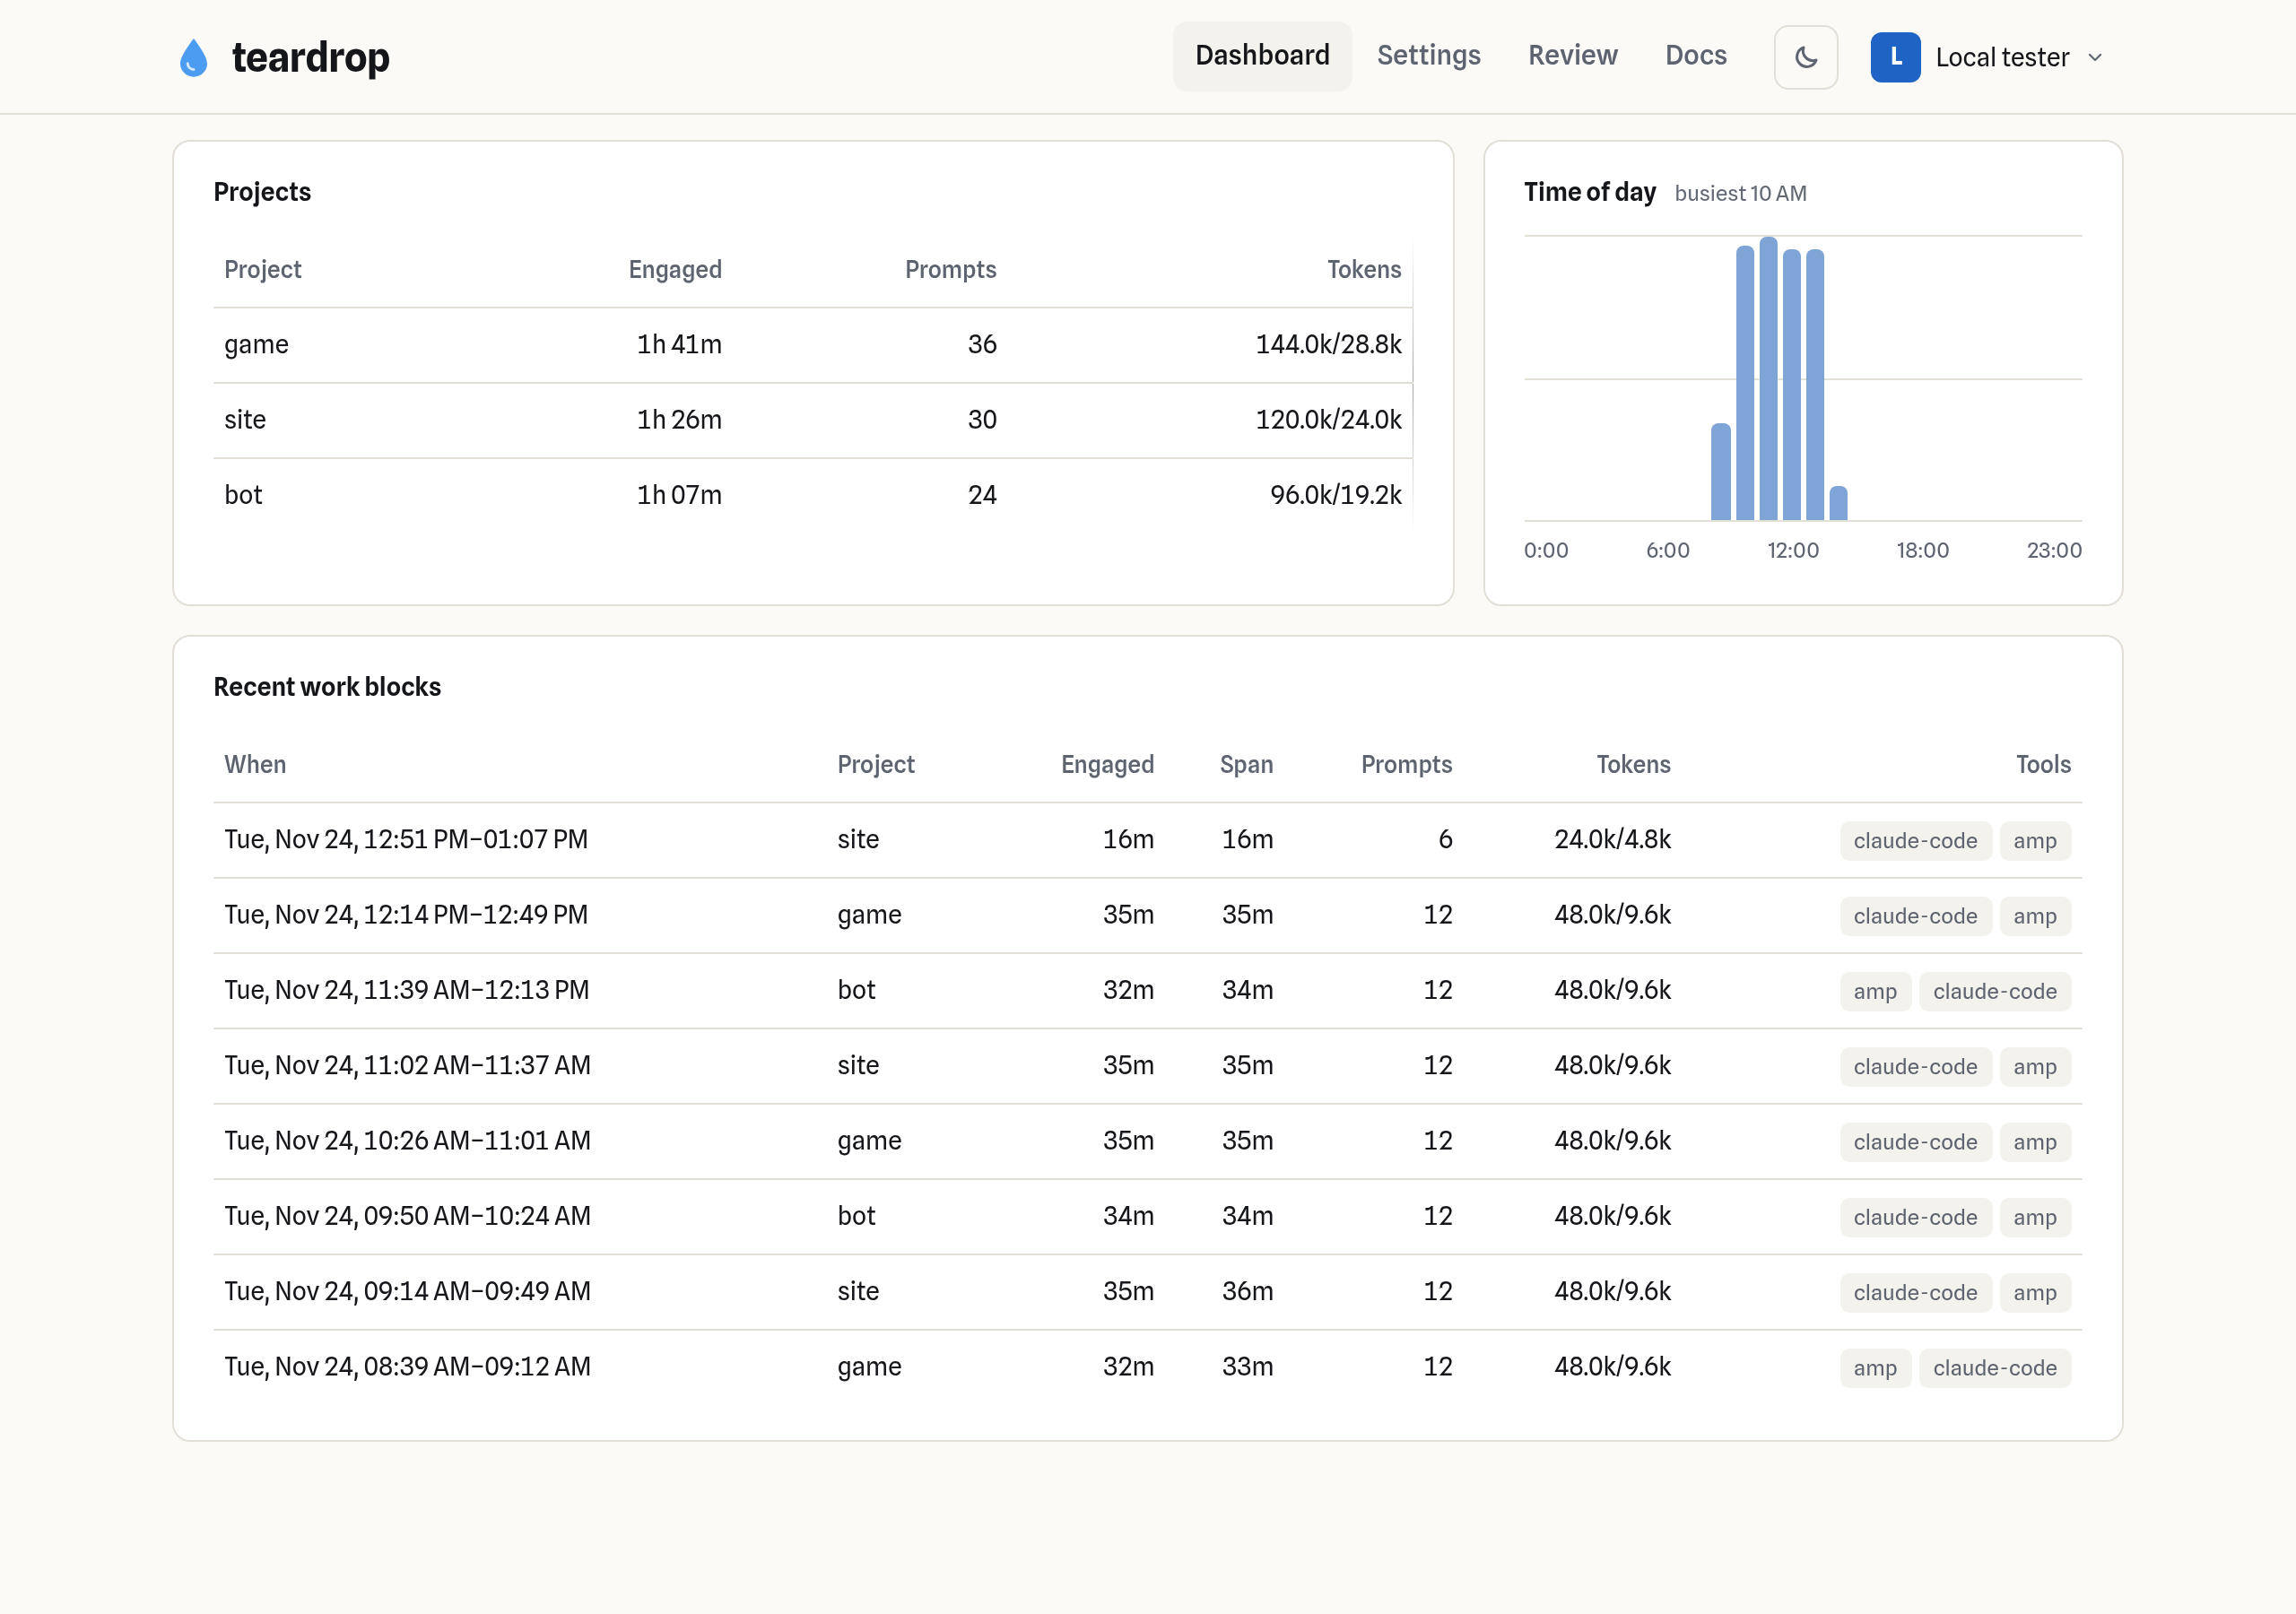 teardrop Dashboard Settings Review Docs L Local tester
Projects
Project Engaged Prompts Tokens
game 1h 41m 36 144.0k/28.8k
site 1h 26m 30 120.0k/24.0k
bot 1h 07m 24 96.0k/19.2k
Time of day busiest 10 AM
0:00 6:00 12:00 18:00 23:00
Recent work blocks
When Project Engaged Span Prompts Tokens Tools
Tue, Nov 24, 12:51 PM–01:07 PM site 16m 16m 6 24.0k/4.8k claude-code amp
Tue, Nov 24, 12:14 PM–12:49 PM game 35m 35m 12 48.0k/9.6k claude-code amp
Tue, Nov 24, 11:39 AM–12:13 PM bot 32m 34m 12 48.0k/9.6k amp claude-code
Tue, Nov 24, 11:02 AM–11:37 AM site 35m 35m 12 48.0k/9.6k claude-code amp
Tue, Nov 24, 10:26 AM–11:01 AM game 35m 35m 12 48.0k/9.6k claude-code amp
Tue, Nov 24, 09:50 AM–10:24 AM bot 34m 34m 12 48.0k/9.6k claude-code amp
Tue, Nov 24, 09:14 AM–09:49 AM site 35m 36m 12 48.0k/9.6k claude-code amp
Tue, Nov 24, 08:39 AM–09:12 AM game 32m 33m 12 48.0k/9.6k amp claude-code